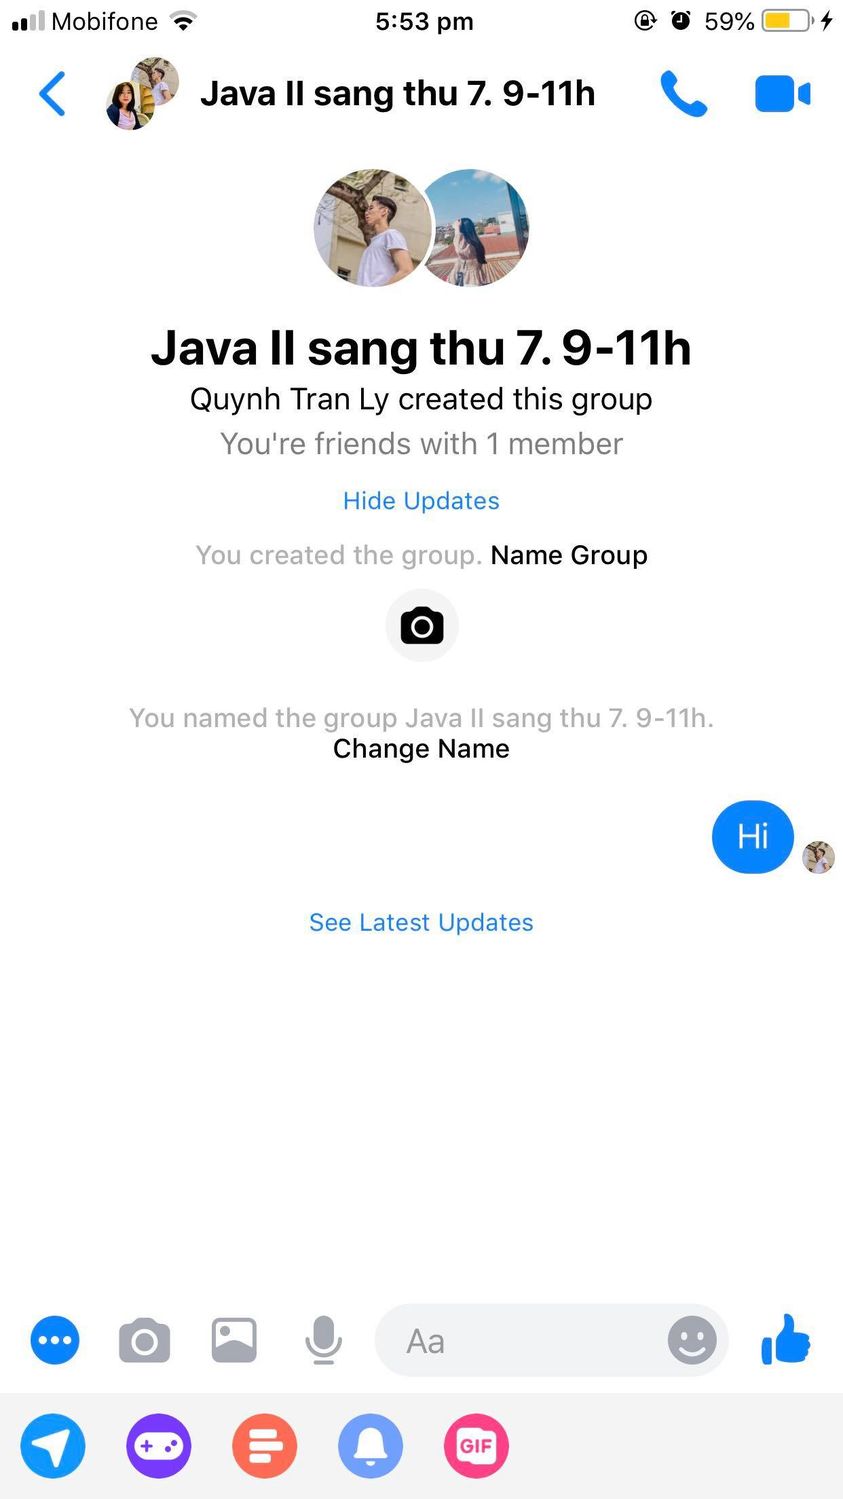 Mobifone
5:53 pm
59%
Java II sang thu 7. 9-11h
Java II sang thu 7. 9-11h
Quynh Tran Ly created this group
You're friends with 1 member
Hide Updates
You created the group. Name Group
You named the group Java II sang thu 7. 9-11h.
Change Name
Hi
See Latest Updates
Aa
GIF